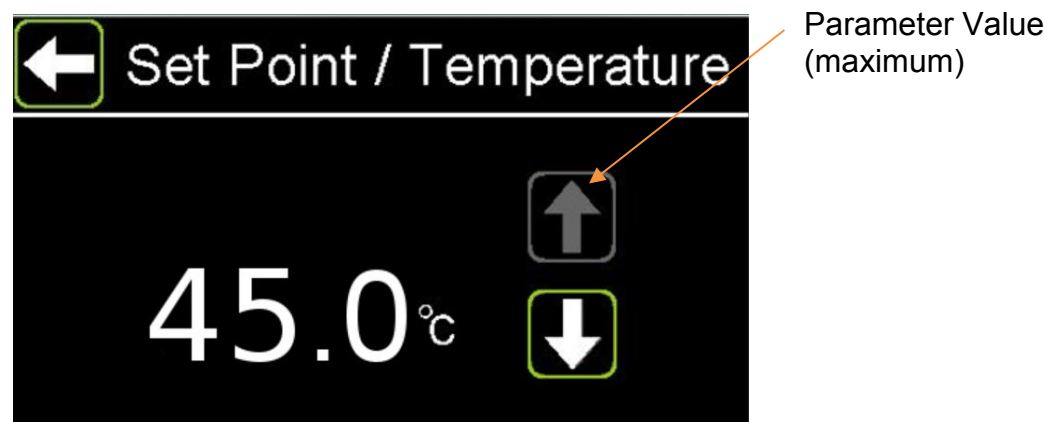 Parameter Value
(maximum)
Set Point / Temperature
45.0℃